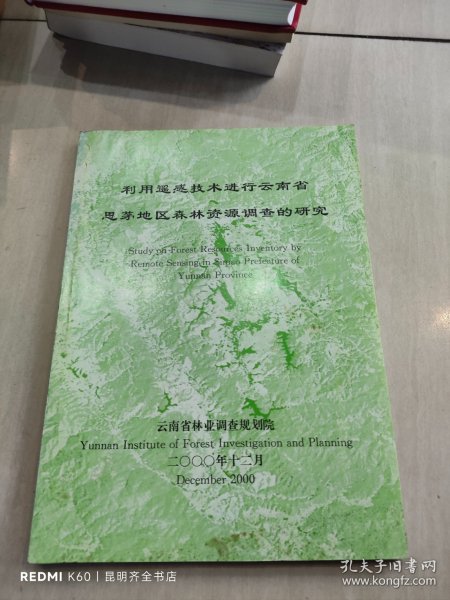 利用遥感技术进行云南省
思茅地区森林资源调查的研究
Study on Forest Resources Inventory by
Remote Sensing in Simao Prefecture of
Yunnan Province
云南省林业调查规划院
Yunnan Institute of Forest Investigation and Planning
二〇〇〇年十二月
December 2000
REDMI K60 | 昆明齐全书店
孔夫子旧书网
www.kongfz.com